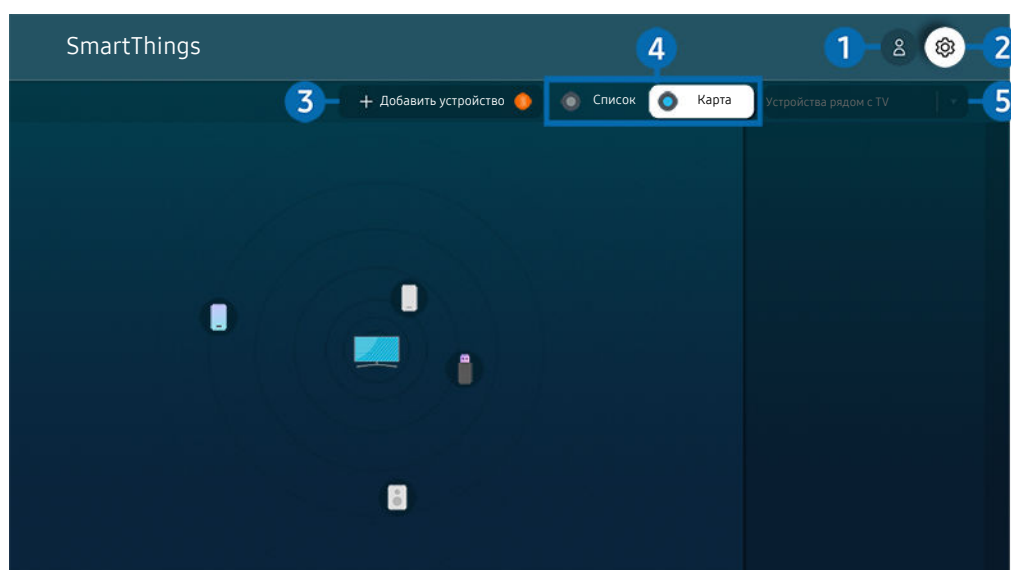 SmartThings
4
1
2
3
+ Добавить устройство
Список
Карта
Устройства рядом с TV
5